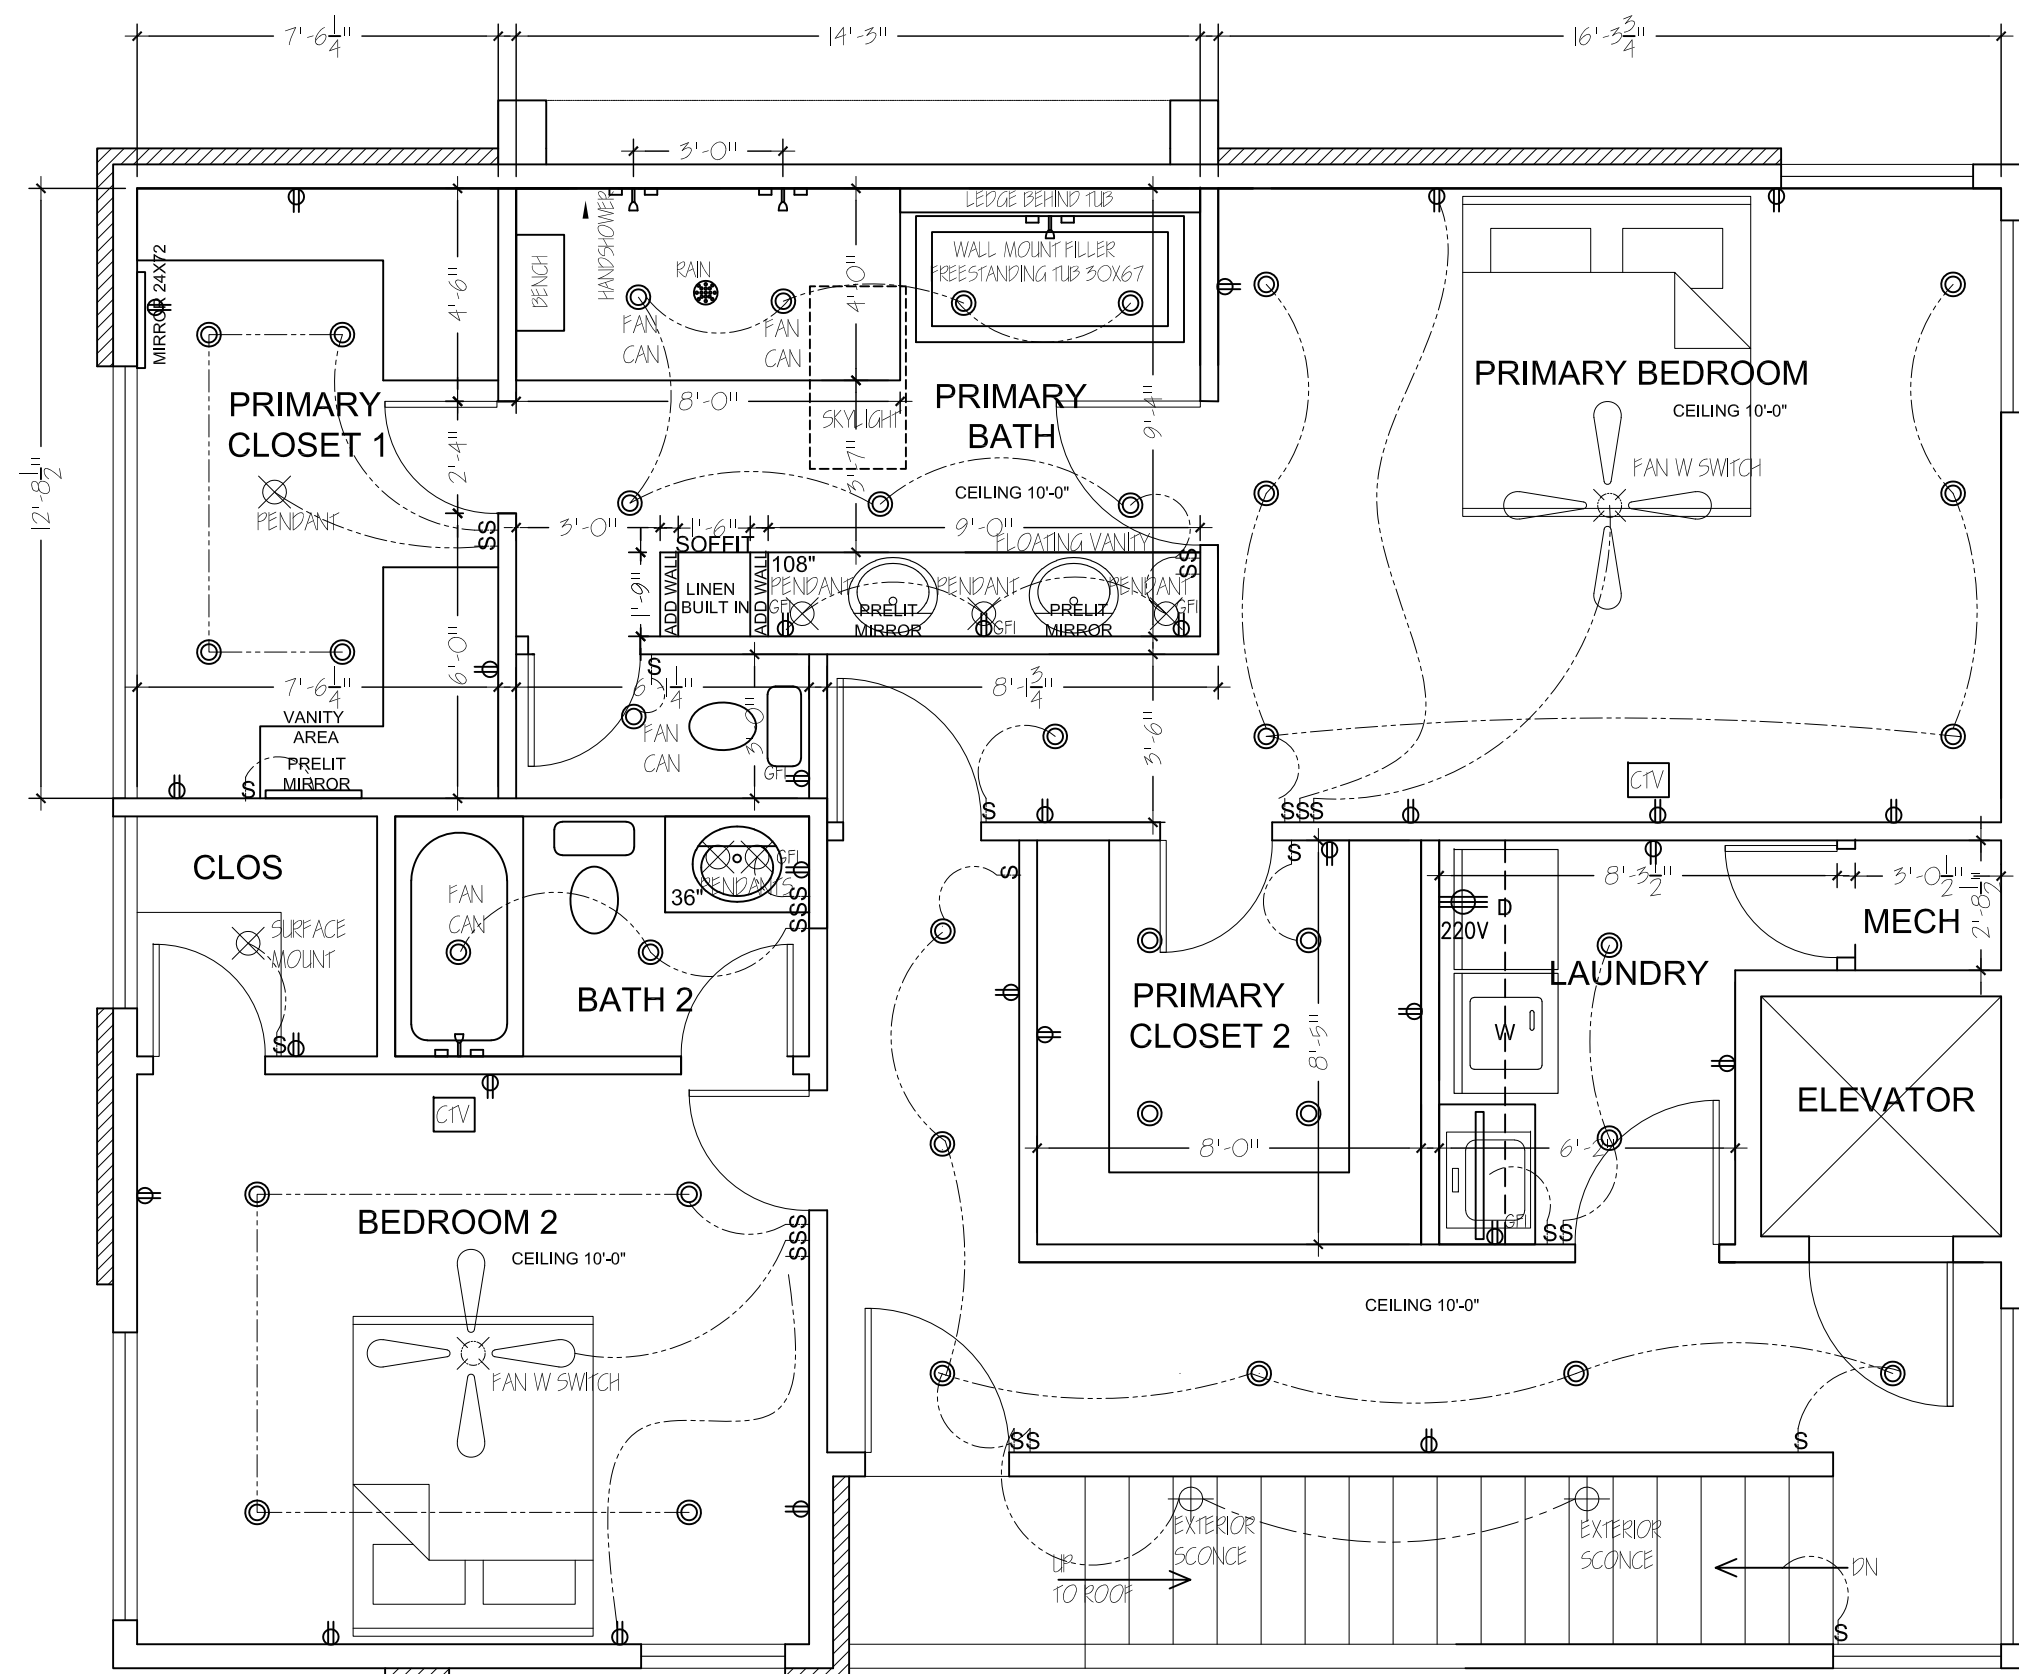 7'-6 1/4"
14'-3"
16'-3 3/4"
3'-0"
LEDGE BEHIND TUB
HANDSHOWER
MIRROR 24X72
BENCH
RAIN
WALL MOUNT FILLER
FREESTANDING TUB 30X67
4'-6"
4'-0"
FAN
CAN
FAN
CAN
12'-8 1/2"
PRIMARY
CLOSET 1
8'-0"
SKYLIGHT
PRIMARY
BATH
9'-4"
PRIMARY BEDROOM
CEILING 10'-0"
2'-4"
3'-7"
FAN W SWITCH
PENDANT
CEILING 10'-0"
SS
3'-0"
1'-6"
9'-0"
SOFFIT
FLOATING VANITY
1'-9"
ADD WALL
LINEN
BUILT IN
ADD WALL
108"
PENDANT
PENDANT
PENDANT
SS
GFI
PRELIT
MIRROR
GFI
PRELIT
MIRROR
GFI
6'-0"
7'-6 1/4"
S
6'-1 1/4"
8'-1 3/4"
VANITY
AREA
PRELIT
MIRROR
S
FAN
CAN
3'-0"
GFI
3'-6"
CTV
S
SSS
CLOS
FAN
CAN
GFI
PENDANTS
36"
SSS
S
S
8'-3 1/2"
3'-0 1/2"
2'-8 1/2"
D
220V
MECH
SURFACE
MOUNT
BATH 2
PRIMARY
CLOSET 2
8'-5"
LAUNDRY
W
S
CTV
ELEVATOR
8'-0"
6'-2"
BEDROOM 2
CEILING 10'-0"
SSS
GFI
SS
CEILING 10'-0"
FAN W SWITCH
SS
S
EXTERIOR
SCONCE
EXTERIOR
SCONCE
UP
TO ROOF
DN
S